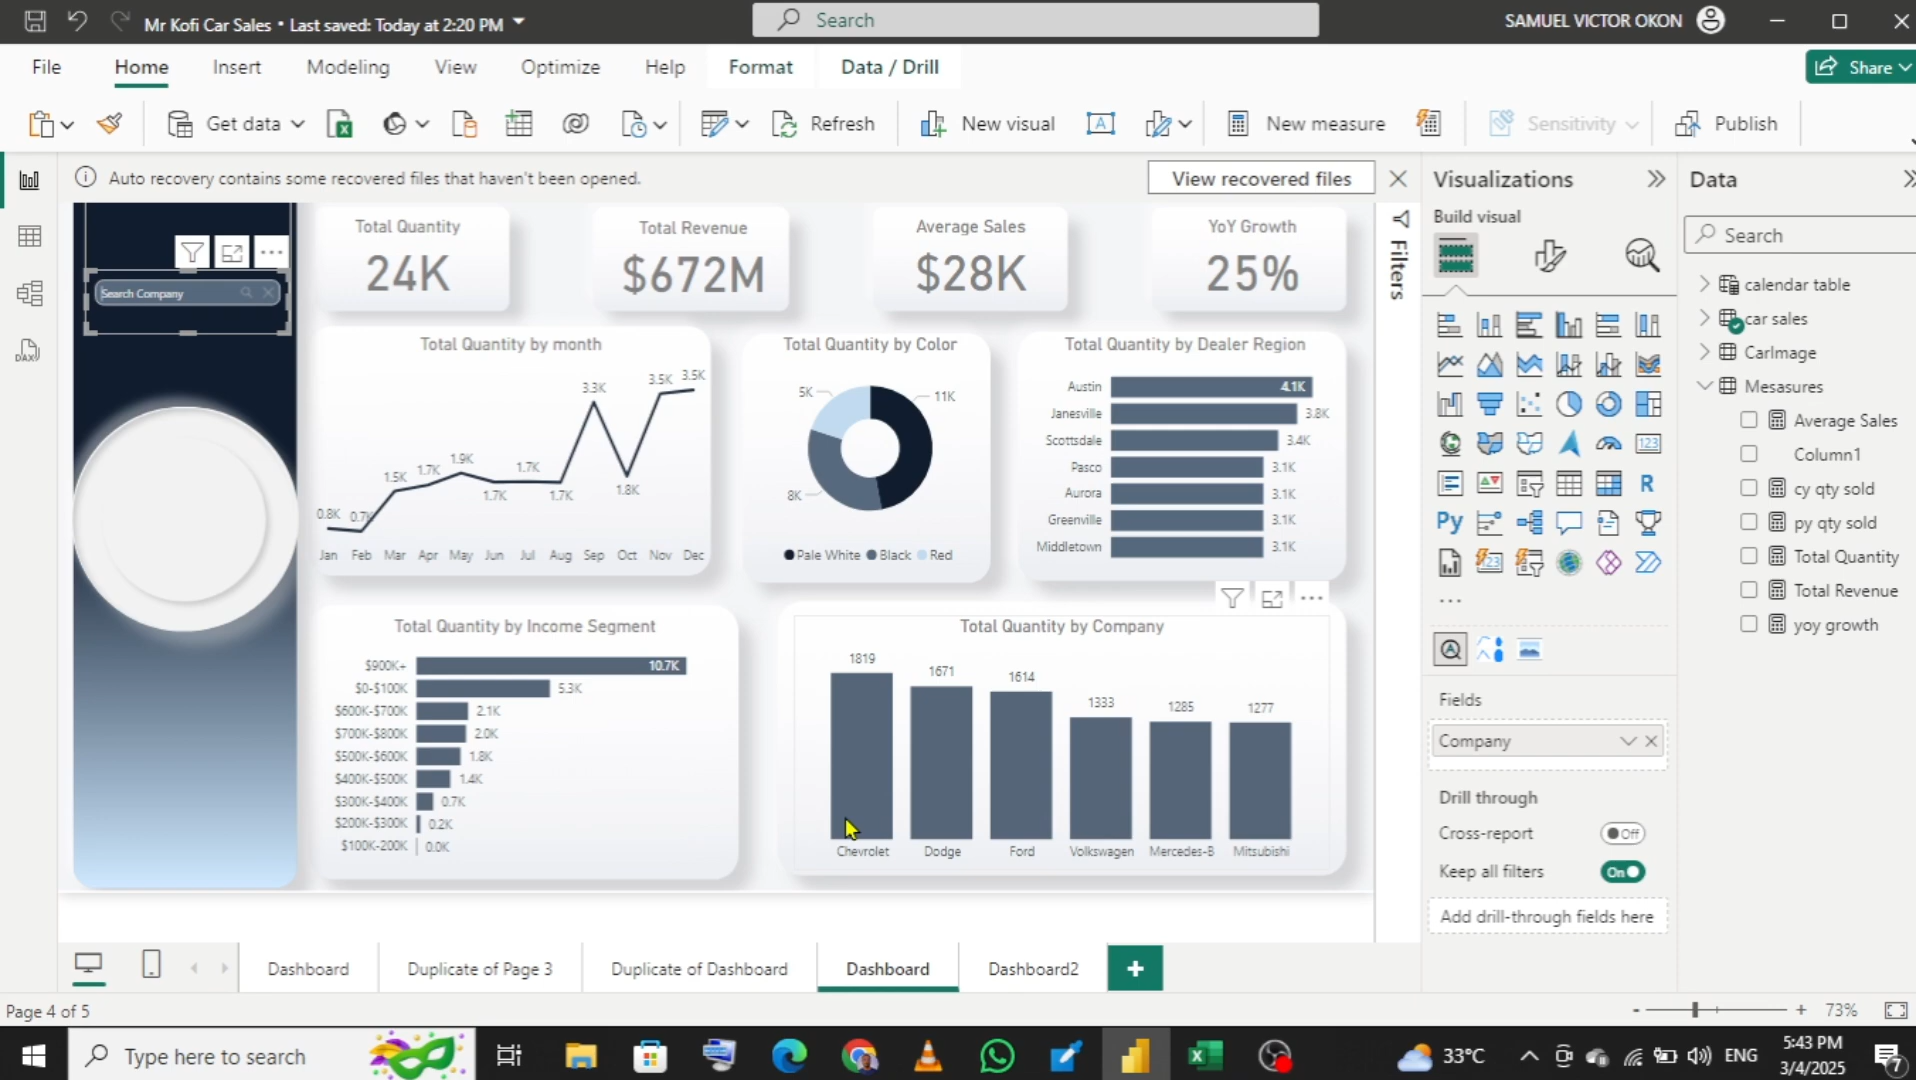 Mr Kofi Car Sales • Last saved: Today at 2:20 PM
Search
SAMUEL VICTOR OKON
File
Home
Insert
Modeling
View
Optimize
Help
Format
Data / Drill
Share
Get data
Refresh
New visual
A
New measure
Sensitivity
Publish
Auto recovery contains some recovered files that haven't been opened.
View recovered files
DAX
Search Company
Total Quantity
24K
Total Revenue
$672M
Average Sales
$28K
YoY Growth
25%
Total Quantity by month
0.8K
0.7K
1.5K
1.7K
1.9K
1.7K
1.7K
1.7K
3.3K
1.8K
3.5K
3.5K
Jan Feb Mar Apr May Jun Jul Aug Sep Oct Nov Dec
Total Quantity by Color
5K
11K
8K
Pale White Black Red
Total Quantity by Dealer Region
Austin 4.1K
Janesville 3.8K
Scottsdale 3.4K
Pasco 3.1K
Aurora 3.1K
Greenville 3.1K
Middletown 3.1K
Total Quantity by Income Segment
$900K+ 10.7K
$0-$100K 5.3K
$600K-$700K 2.1K
$700K-$800K 2.0K
$500K-$600K 1.8K
$400K-$500K 1.4K
$300K-$400K 0.7K
$200K-$300K 0.2K
$100K-200K 0.0K
Total Quantity by Company
1819
1671
1614
1333
1285
1277
Chevrolet Dodge Ford Volkswagen Mercedes-B Mitsubishi
Filters
Visualizations
Build visual
123
R
Py
123
Fields
Company
Drill through
Cross-report
Off
Keep all filters
On
Add drill-through fields here
Data
Search
calendar table
car sales
CarImage
Mesasures
Average Sales
Column1
cy qty sold
py qty sold
Total Quantity
Total Revenue
yoy growth
Dashboard
Duplicate of Page 3
Duplicate of Dashboard
Dashboard
Dashboard2
Page 4 of 5
73%
Type here to search
33°C
ENG
5:43 PM
3/4/2025
7